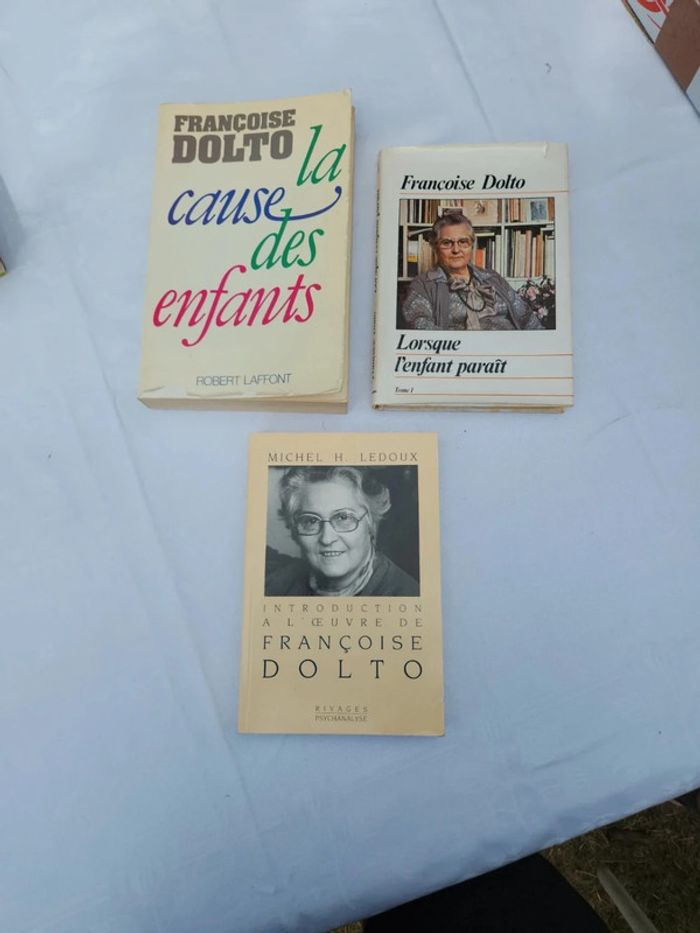 FRANÇOISE
DOLTO
la
cause
des
enfants
ROBERT LAFFONT
Françoise Dolto
Lorsque
l'enfant paraît
Tome 1
MICHEL H. LEDOUX
INTRODUCTION
A L'ŒUVRE DE
FRANÇOISE
DOLTO
RIVAGES
PSYCHANALYSE